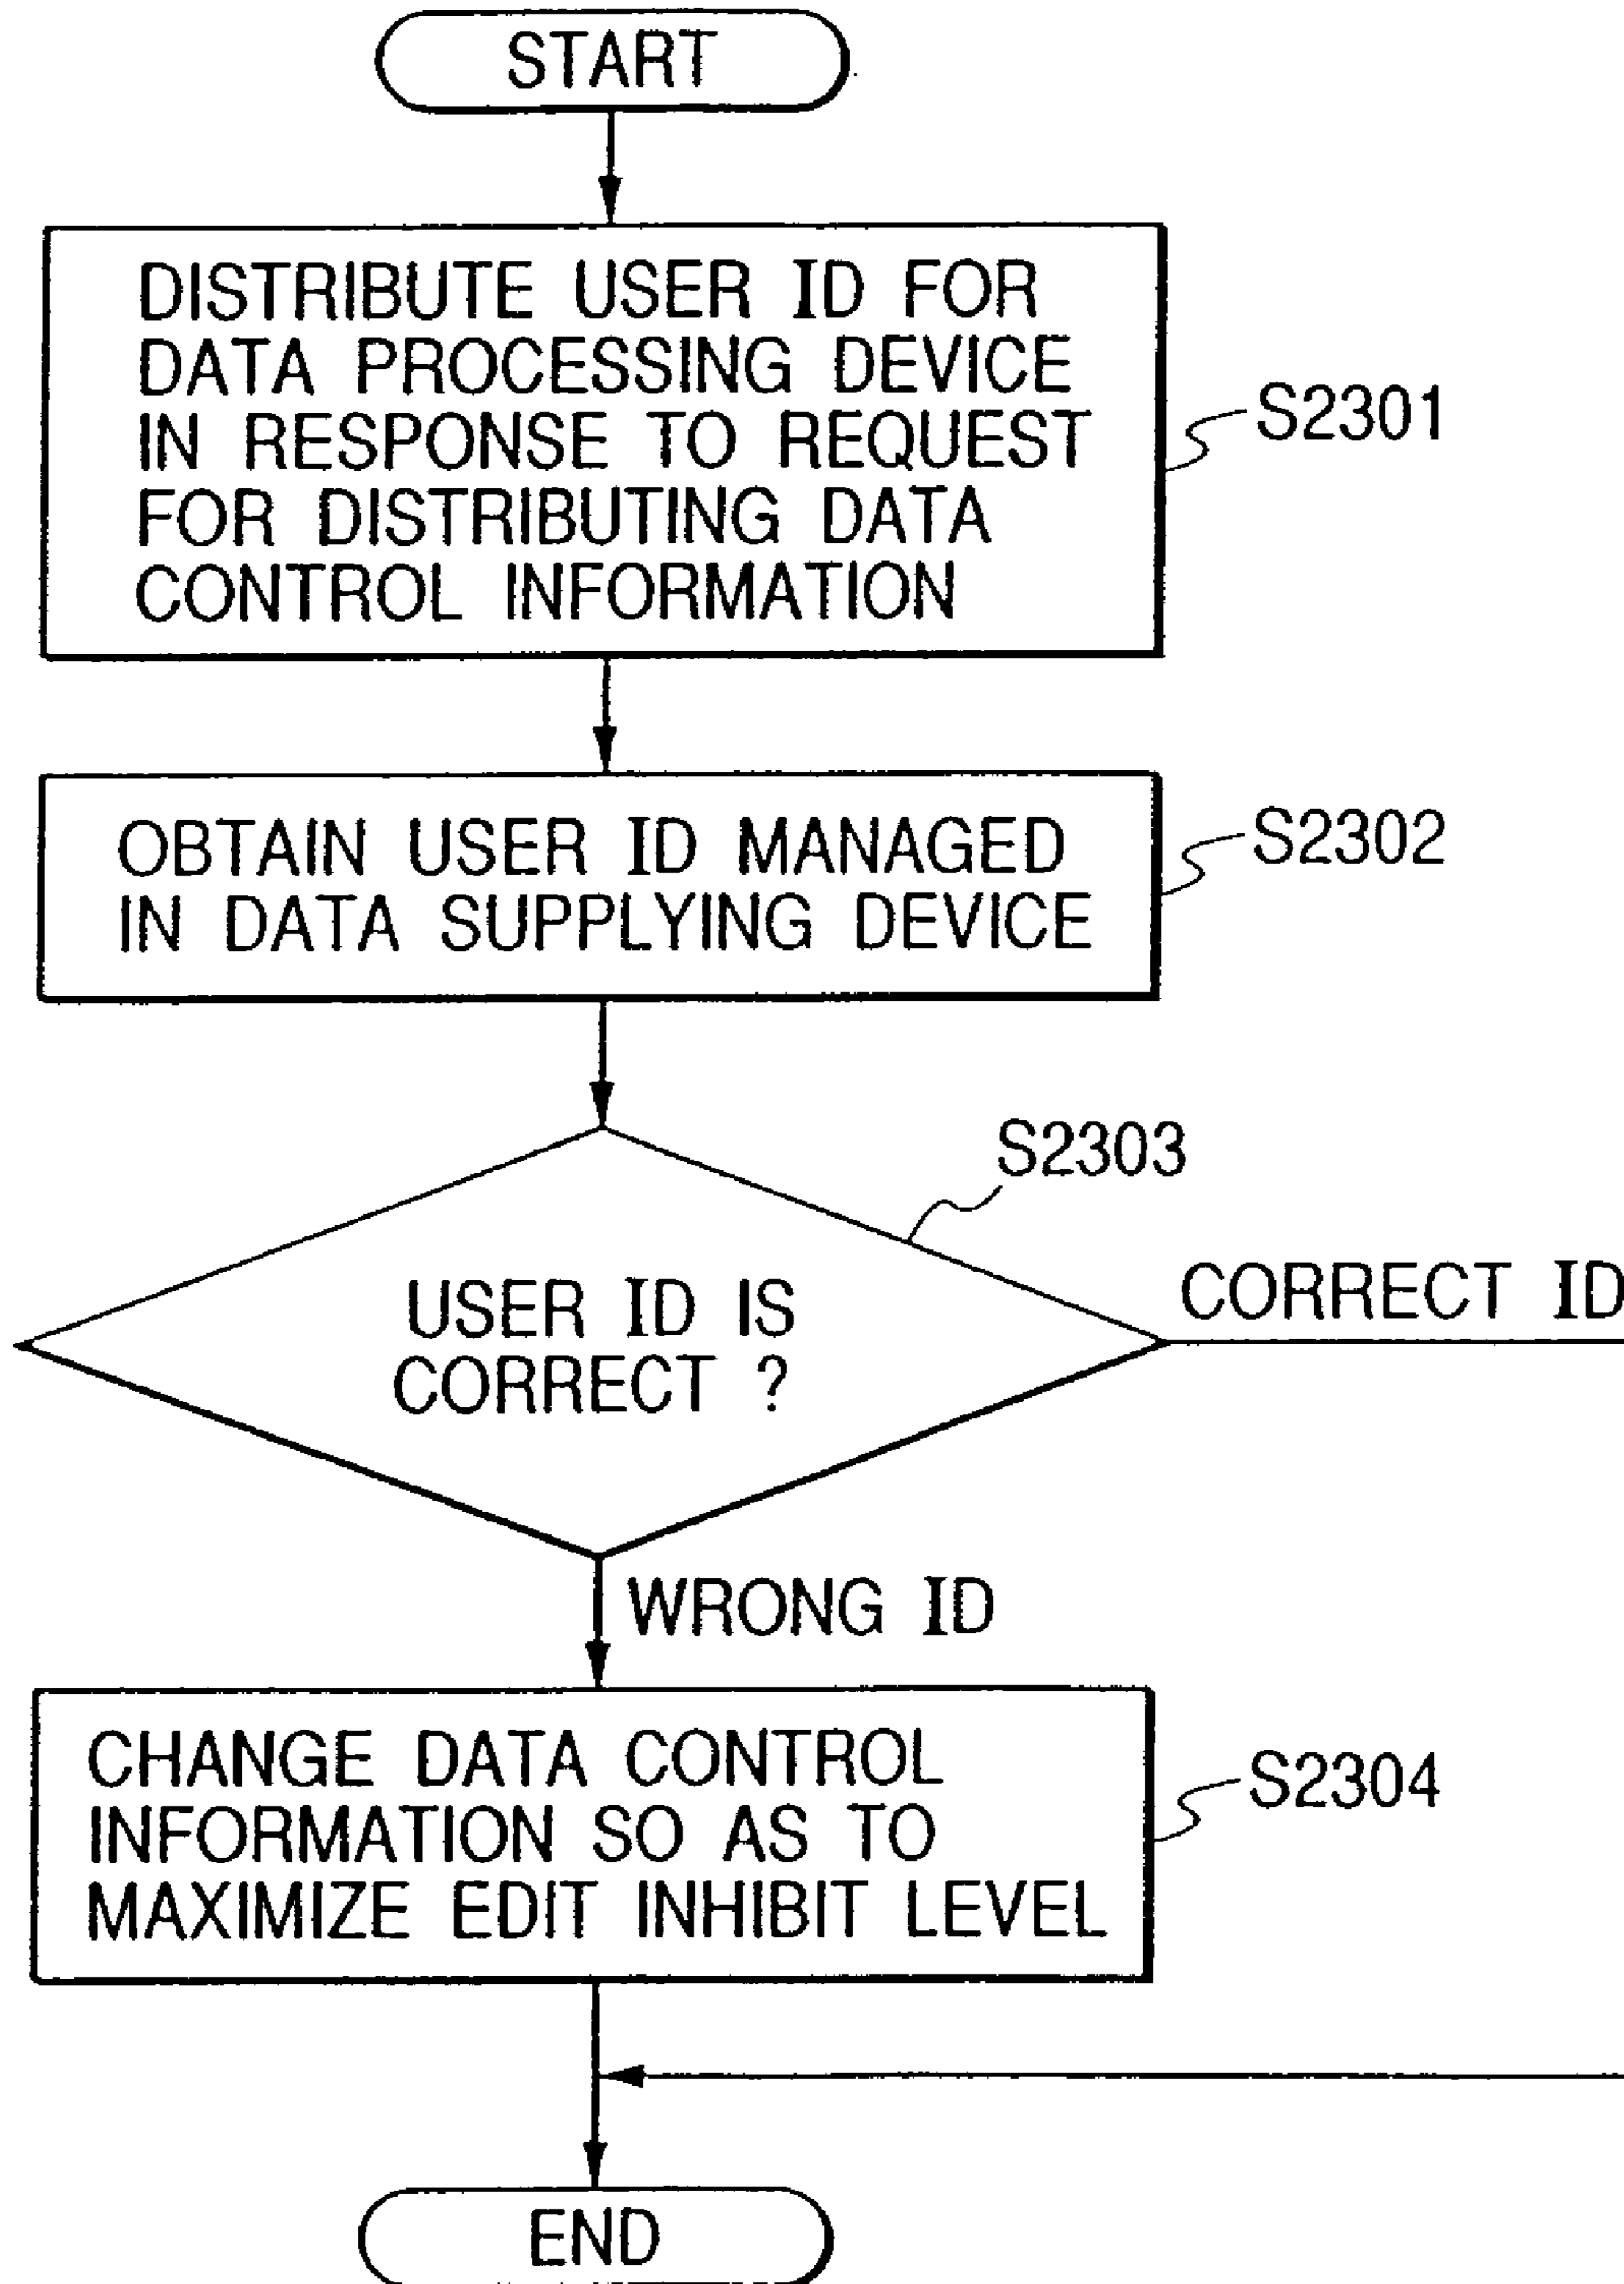 START
DISTRIBUTE USER ID FOR
DATA PROCESSING DEVICE
IN RESPONSE TO REQUEST
FOR DISTRIBUTING DATA
CONTROL INFORMATION
S2301
OBTAIN USER ID MANAGED
IN DATA SUPPLYING DEVICE
S2302
S2303
USER ID IS
CORRECT ?
CORRECT ID
WRONG ID
CHANGE DATA CONTROL
INFORMATION SO AS TO
MAXIMIZE EDIT INHIBIT LEVEL
S2304
END